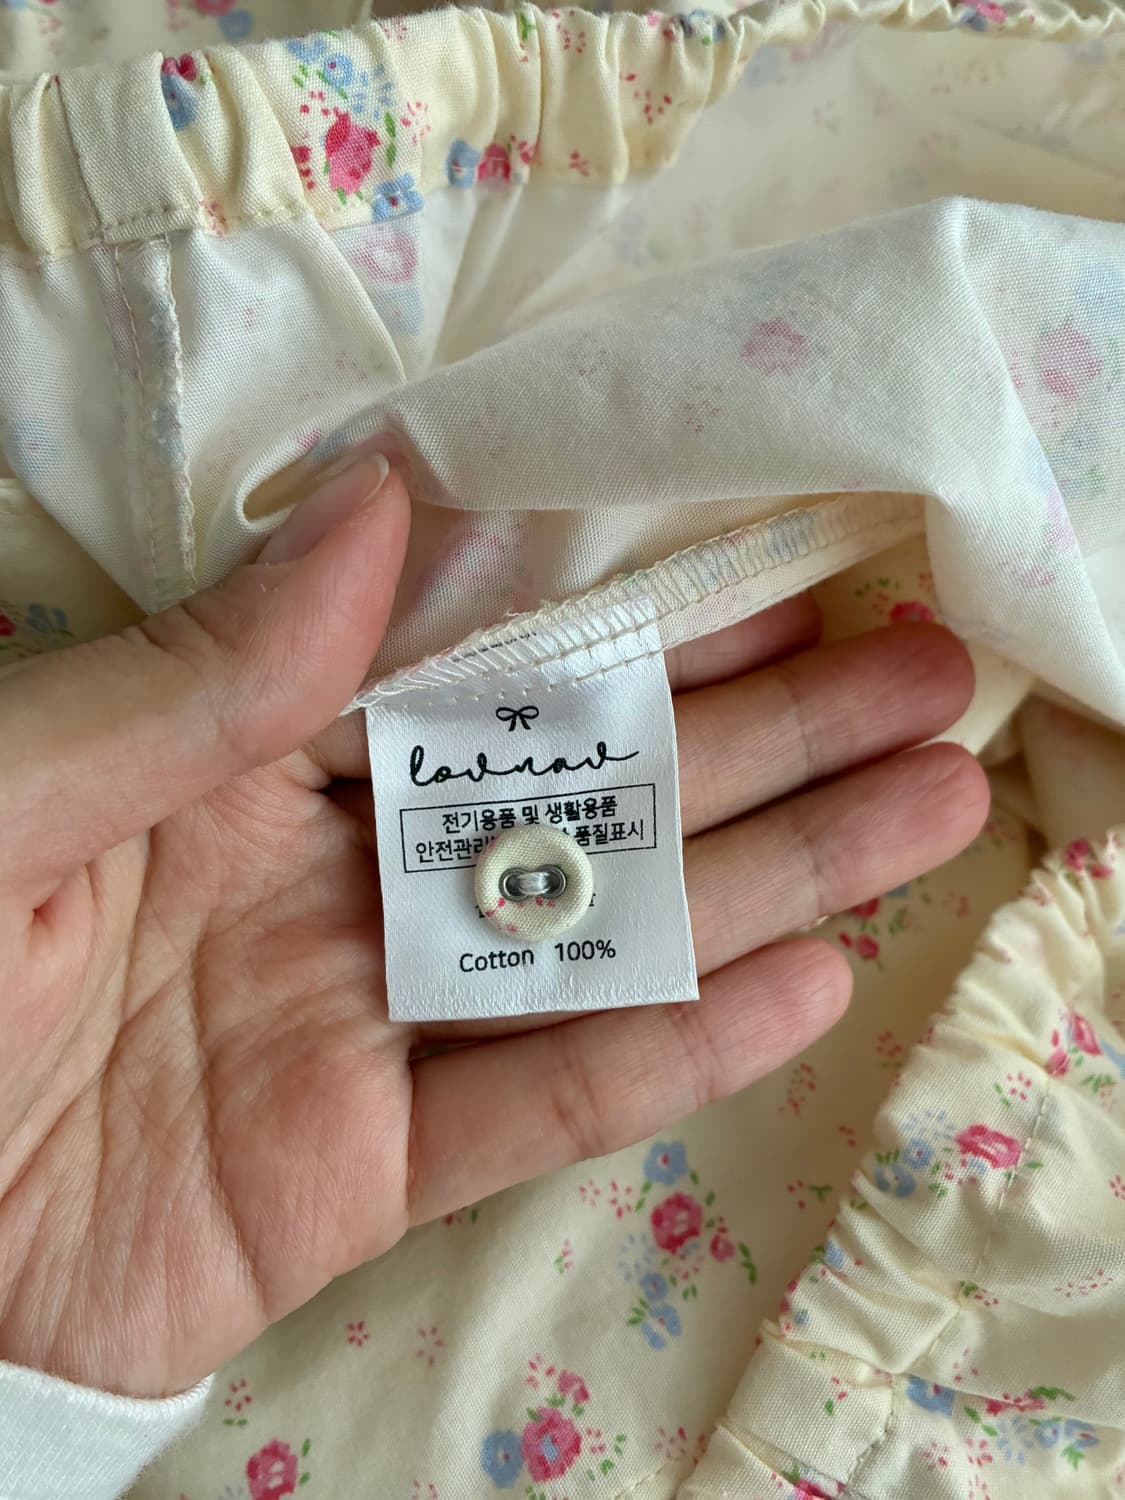 lovnav
전기용품 및 생활용품
안전관리 품질표시
Cotton 100%